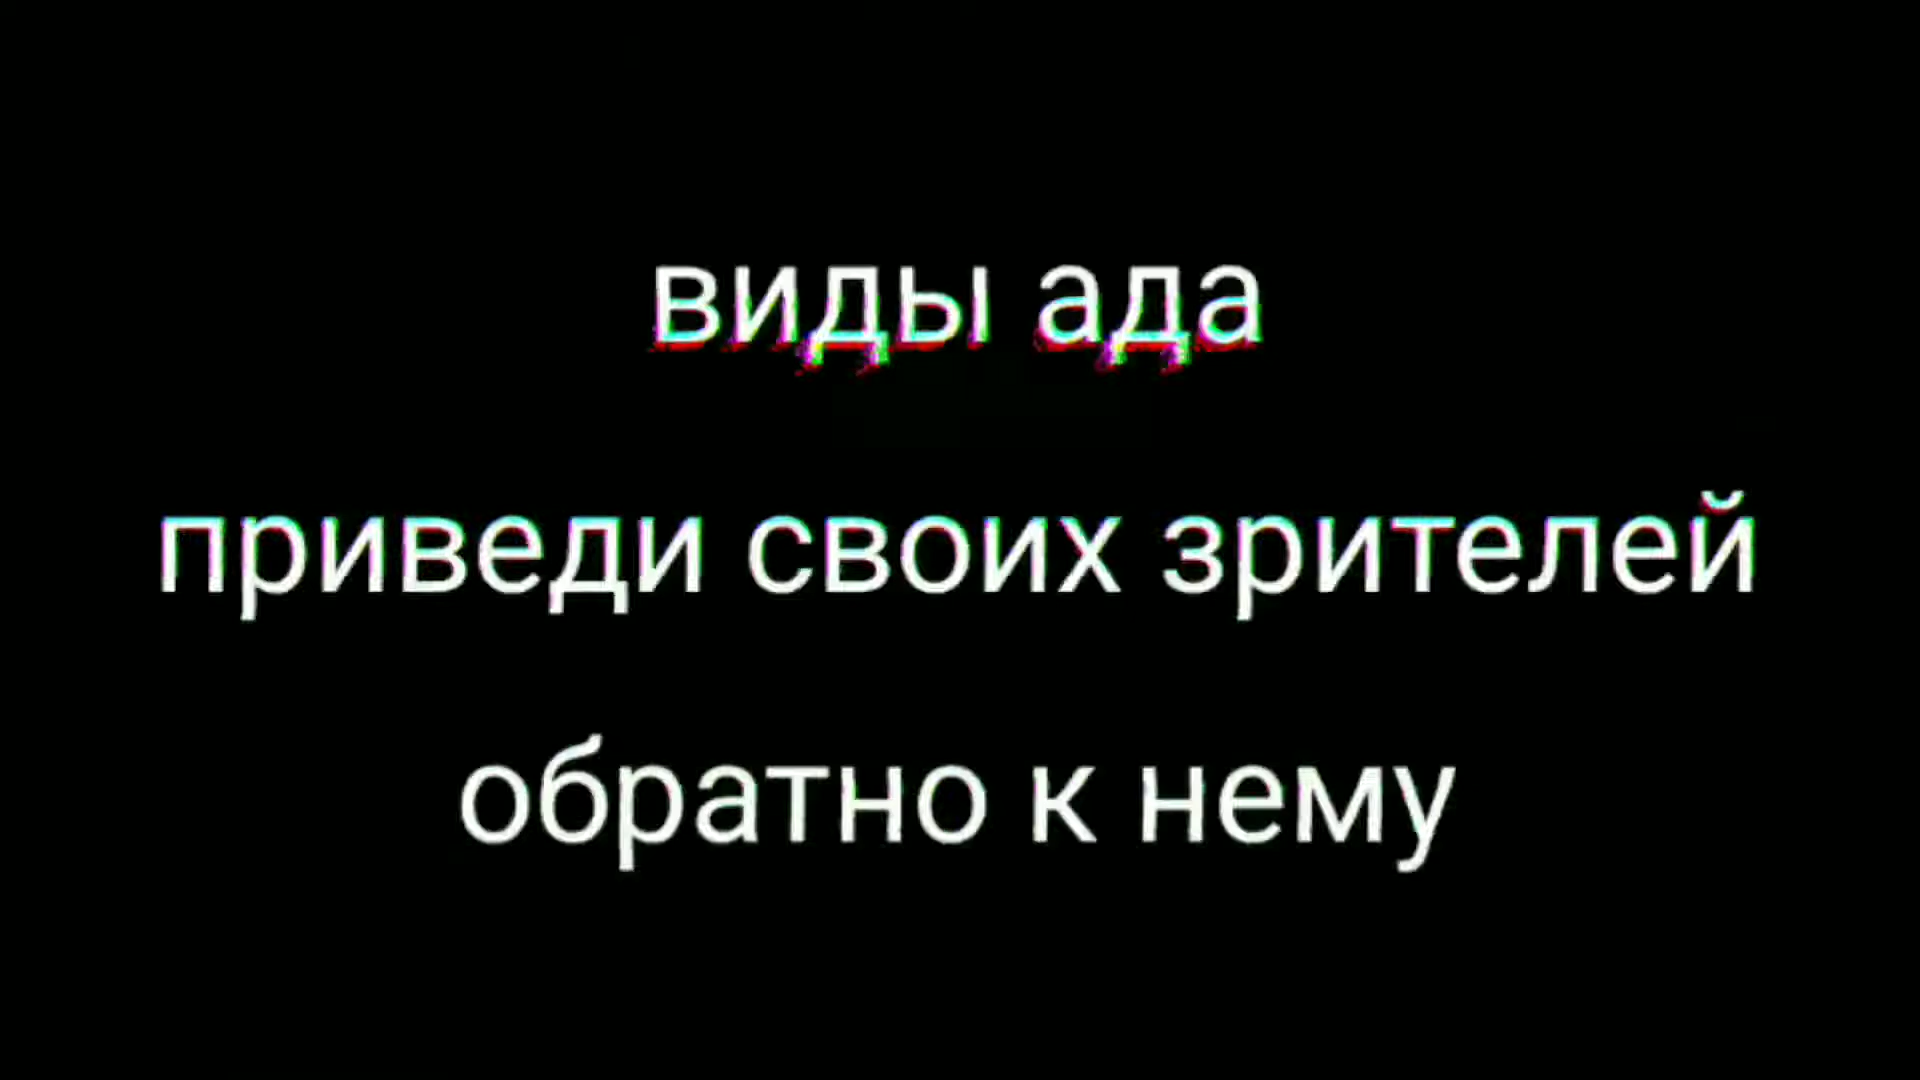 виды ада
приведи своих зрителей
обратно к нему